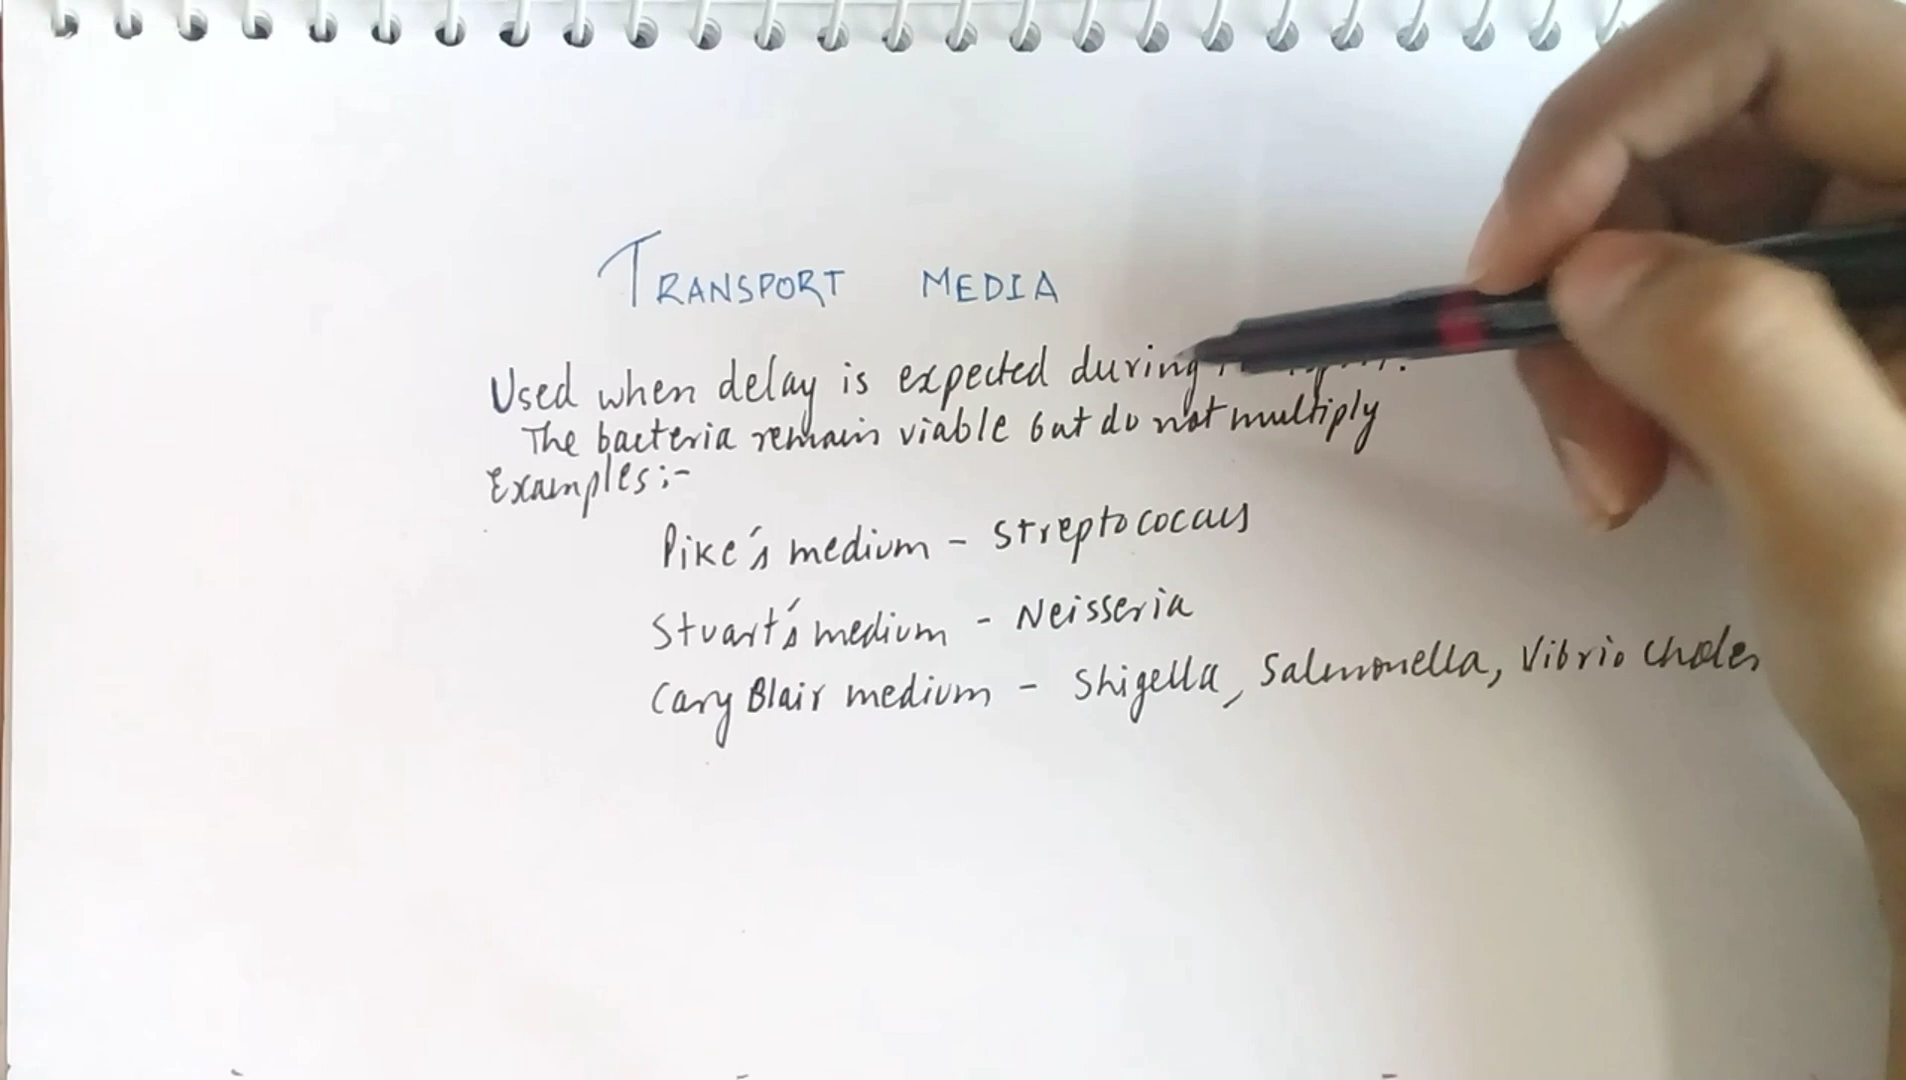 TRANSPORT MEDIA
Used when delay is expected during
The bacteria remain viable but do not multiply
Examples:-
Pike's medium - Streptococcus
Stuart's medium - Neisseria
Cary Blair medium - Shigella, Salmonella, Vibrio